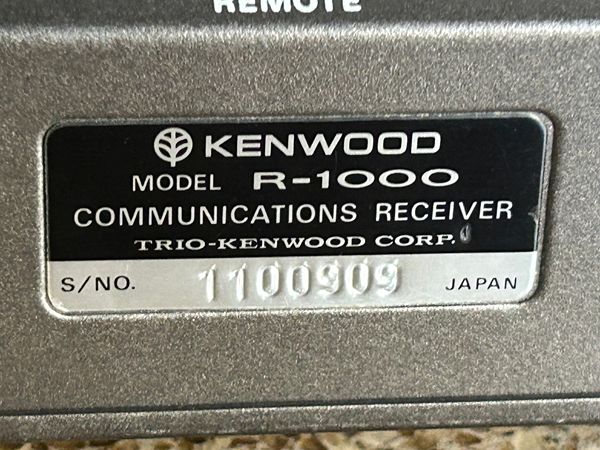 REMOTE
KENWOOD
MODEL R-1000
COMMUNICATIONS RECEIVER
TRIO-KENWOOD CORP.
S/NO. 1100909 JAPAN